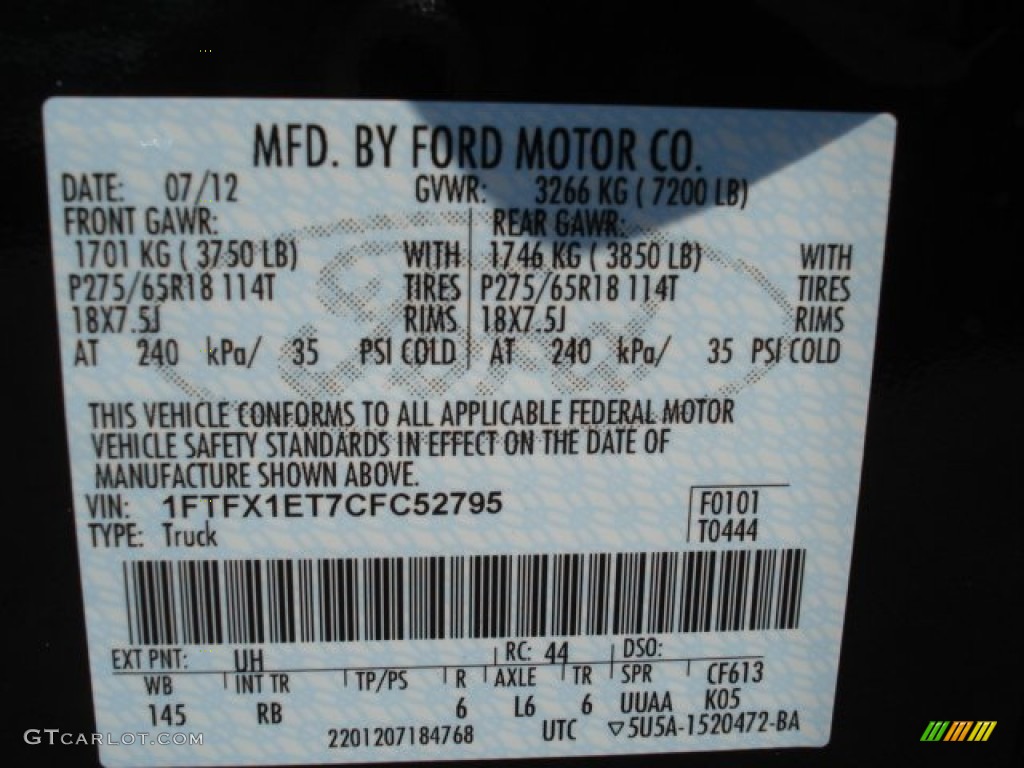 MFD. BY FORD MOTOR CO.
DATE: 07/12 GVWR: 3266 KG ( 7200 LB)
FRONT GAWR: REAR GAWR:
1701 KG ( 3750 LB) WITH 1746 KG ( 3850 LB) WITH
P275/65R18 114T TIRES P275/65R18 114T TIRES
18X7.5J RIMS 18X7.5J RIMS
AT 240 kPa/ 35 PSI COLD AT 240 kPa/ 35 PSI COLD
THIS VEHICLE CONFORMS TO ALL APPLICABLE FEDERAL MOTOR
VEHICLE SAFETY STANDARDS IN EFFECT ON THE DATE OF
MANUFACTURE SHOWN ABOVE.
VIN: 1FTFX1ET7CFC52795 F0101
TYPE: Truck T0444
EXT PNT: UH RC: 44 DSO:
WB INT TR TP/PS R AXLE TR SPR CF613
145 RB 6 L6 6 UUAA K05
2201207184768 UTC ▽5U5A-1520472-BA
Ford
GTCARLOT.COM